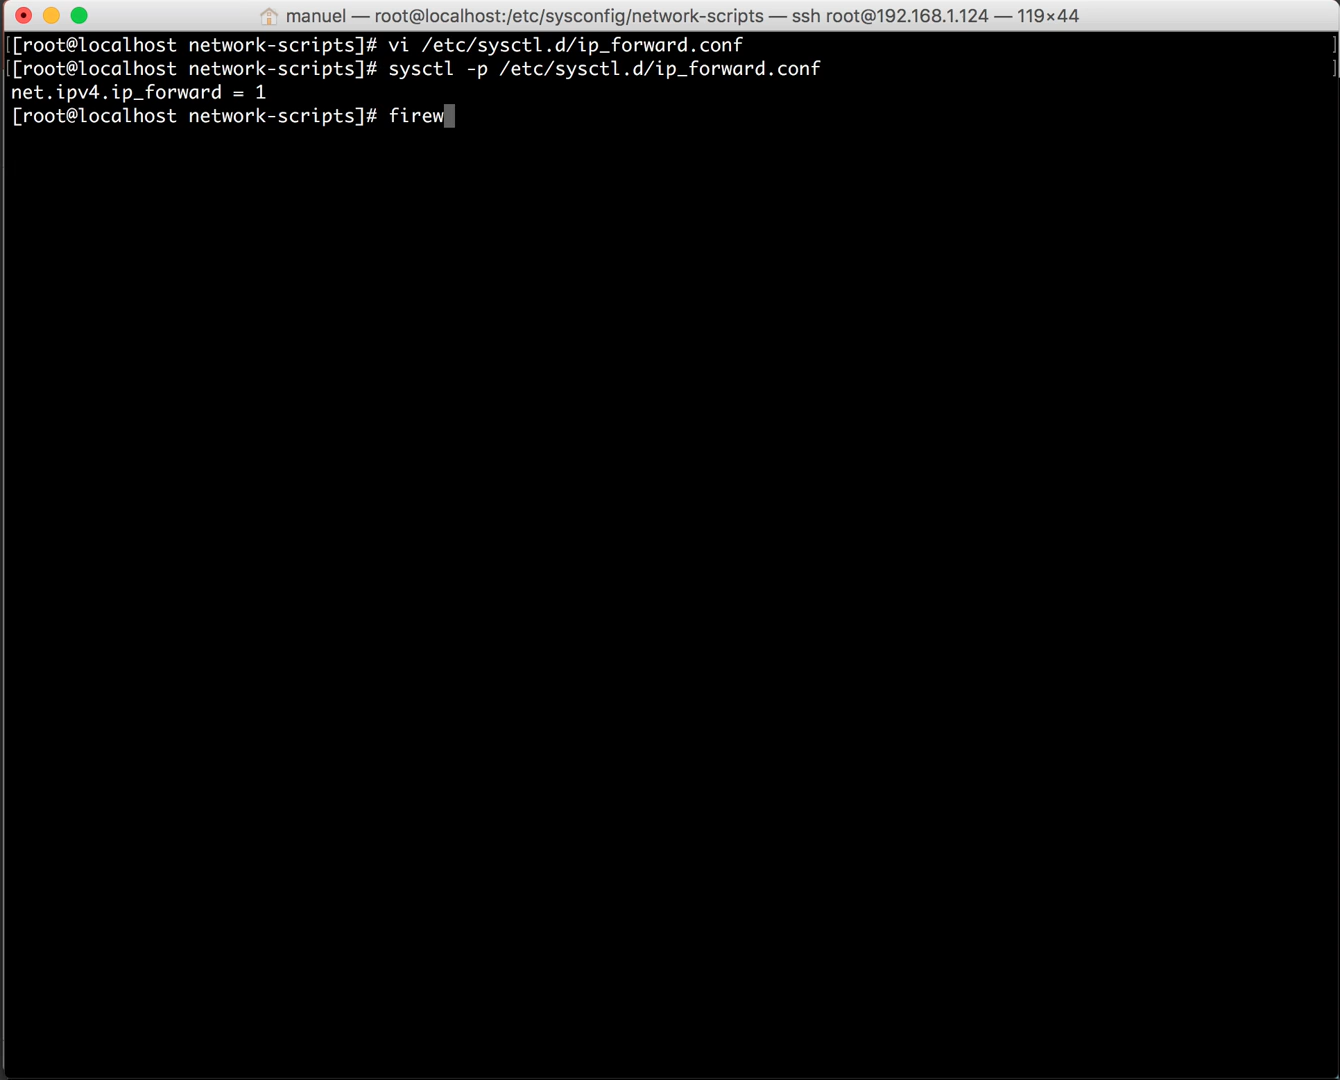 manuel — root@localhost:/etc/sysconfig/network-scripts — ssh root@192.168.1.124 — 119×44
[[root@localhost network-scripts]# vi /etc/sysctl.d/ip_forward.conf ]
[[root@localhost network-scripts]# sysctl -p /etc/sysctl.d/ip_forward.conf ]
net.ipv4.ip_forward = 1
[root@localhost network-scripts]# firew